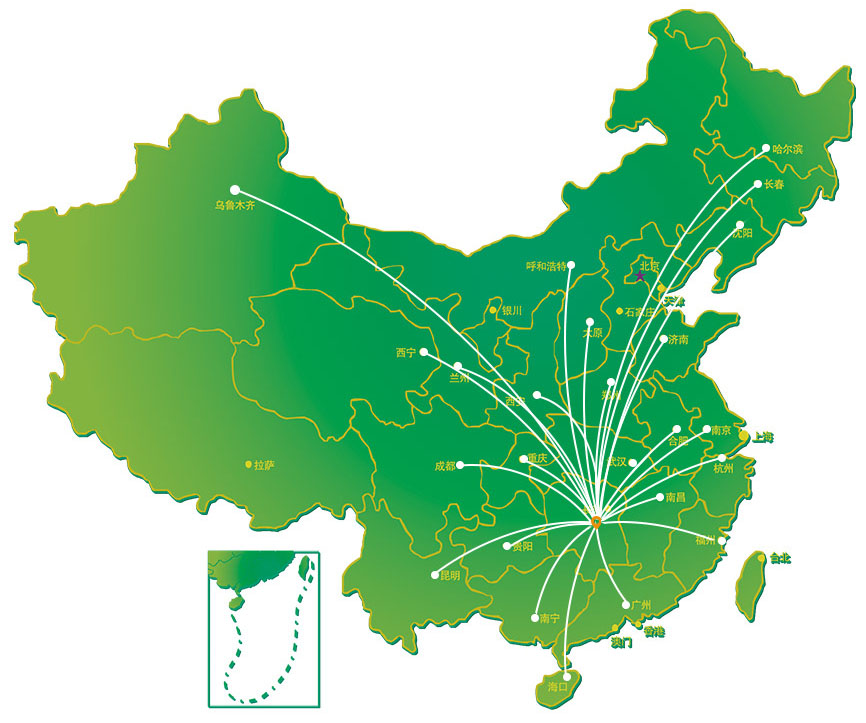 哈尔滨
长春
乌鲁木齐
沈阳
呼和浩特
北京
天津
银川
石家庄
太原
济南
西宁
兰州
西安
郑州
合肥
南京
上海
成都
重庆
武汉
杭州
拉萨
南昌
贵阳
福州
台北
昆明
广州
南宁
香港
澳门
海口